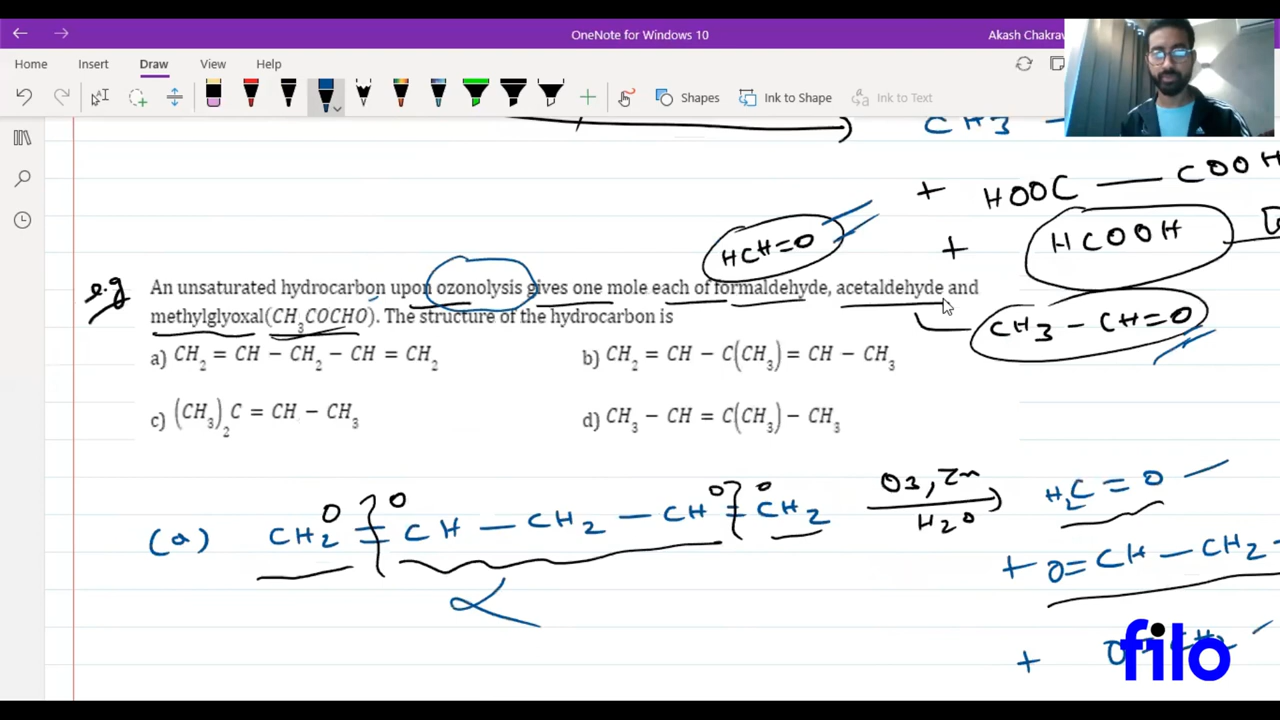 OneNote for Windows 10
Akash Chakrav
Home Insert Draw View Help
Shapes Ink to Shape Ink to Text
CH3 -
+ HOOC — COOH
+ HCOOH
HCH=O
e.g An unsaturated hydrocarbon upon ozonolysis gives one mole each of formaldehyde, acetaldehyde and
methylglyoxal(CH₃COCHO). The structure of the hydrocarbon is
CH3 - CH=O
a) CH₂ = CH − CH₂ − CH = CH₂ b) CH₂ = CH − C(CH₃) = CH − CH₃
c) (CH₃)₂C = CH − CH₃ d) CH₃ − CH = C(CH₃) − CH₃
(a) CH2 = CH — CH2 — CH = CH2
O O O O
O3, Zn
H2O
H2C = O
+ O=CH — CH2 -
+
filo